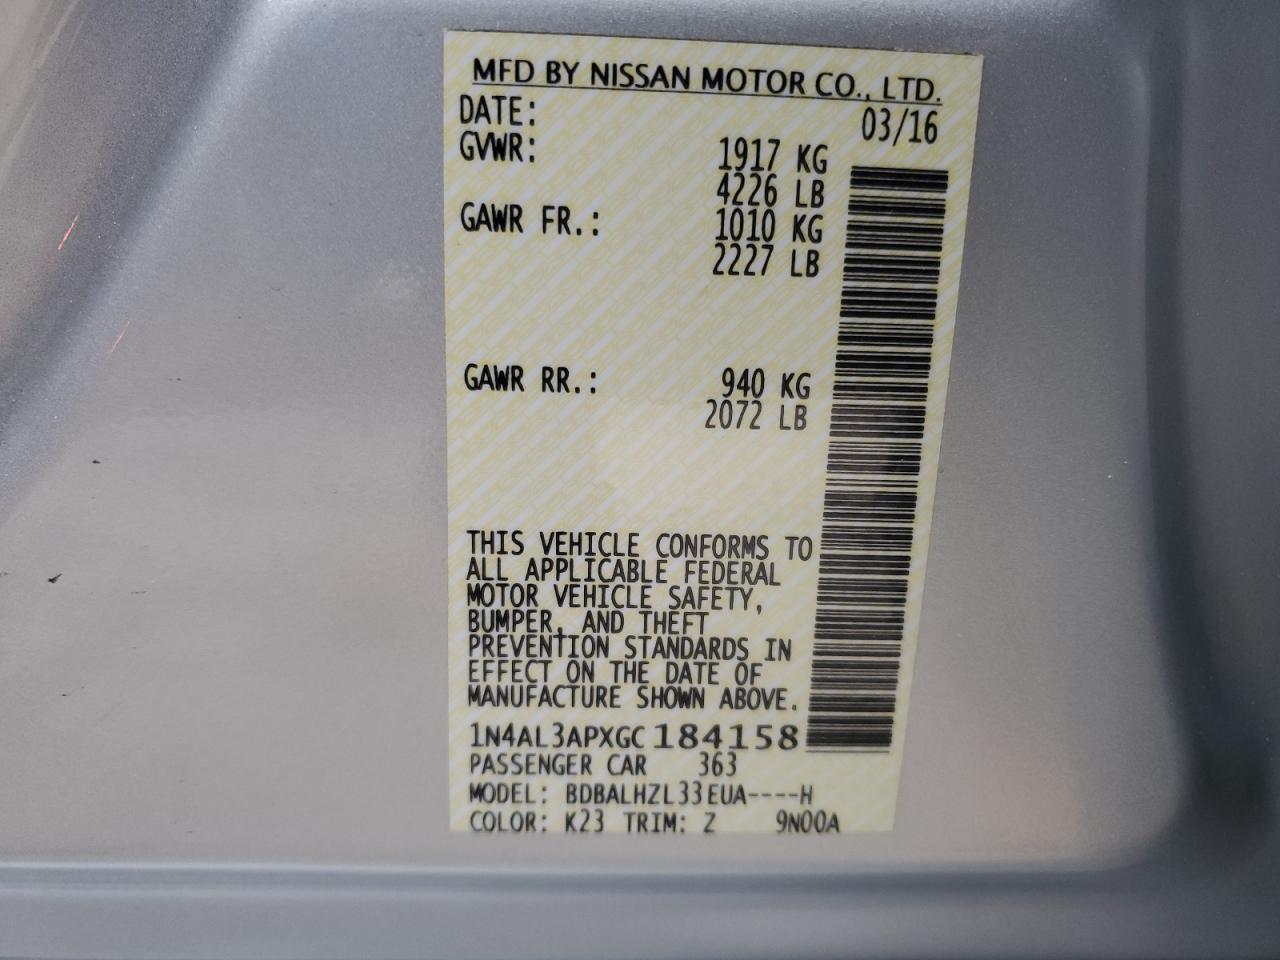 MFD BY NISSAN MOTOR CO., LTD.
DATE: 03/16
GVWR: 1917 KG
4226 LB
GAWR FR.: 1010 KG
2227 LB
GAWR RR.: 940 KG
2072 LB
THIS VEHICLE CONFORMS TO
ALL APPLICABLE FEDERAL
MOTOR VEHICLE SAFETY,
BUMPER, AND THEFT
PREVENTION STANDARDS IN
EFFECT ON THE DATE OF
MANUFACTURE SHOWN ABOVE.
1N4AL3APXGC184158
PASSENGER CAR 363
MODEL: BDBALHZL33EUA----H
COLOR: K23 TRIM: Z 9N00A